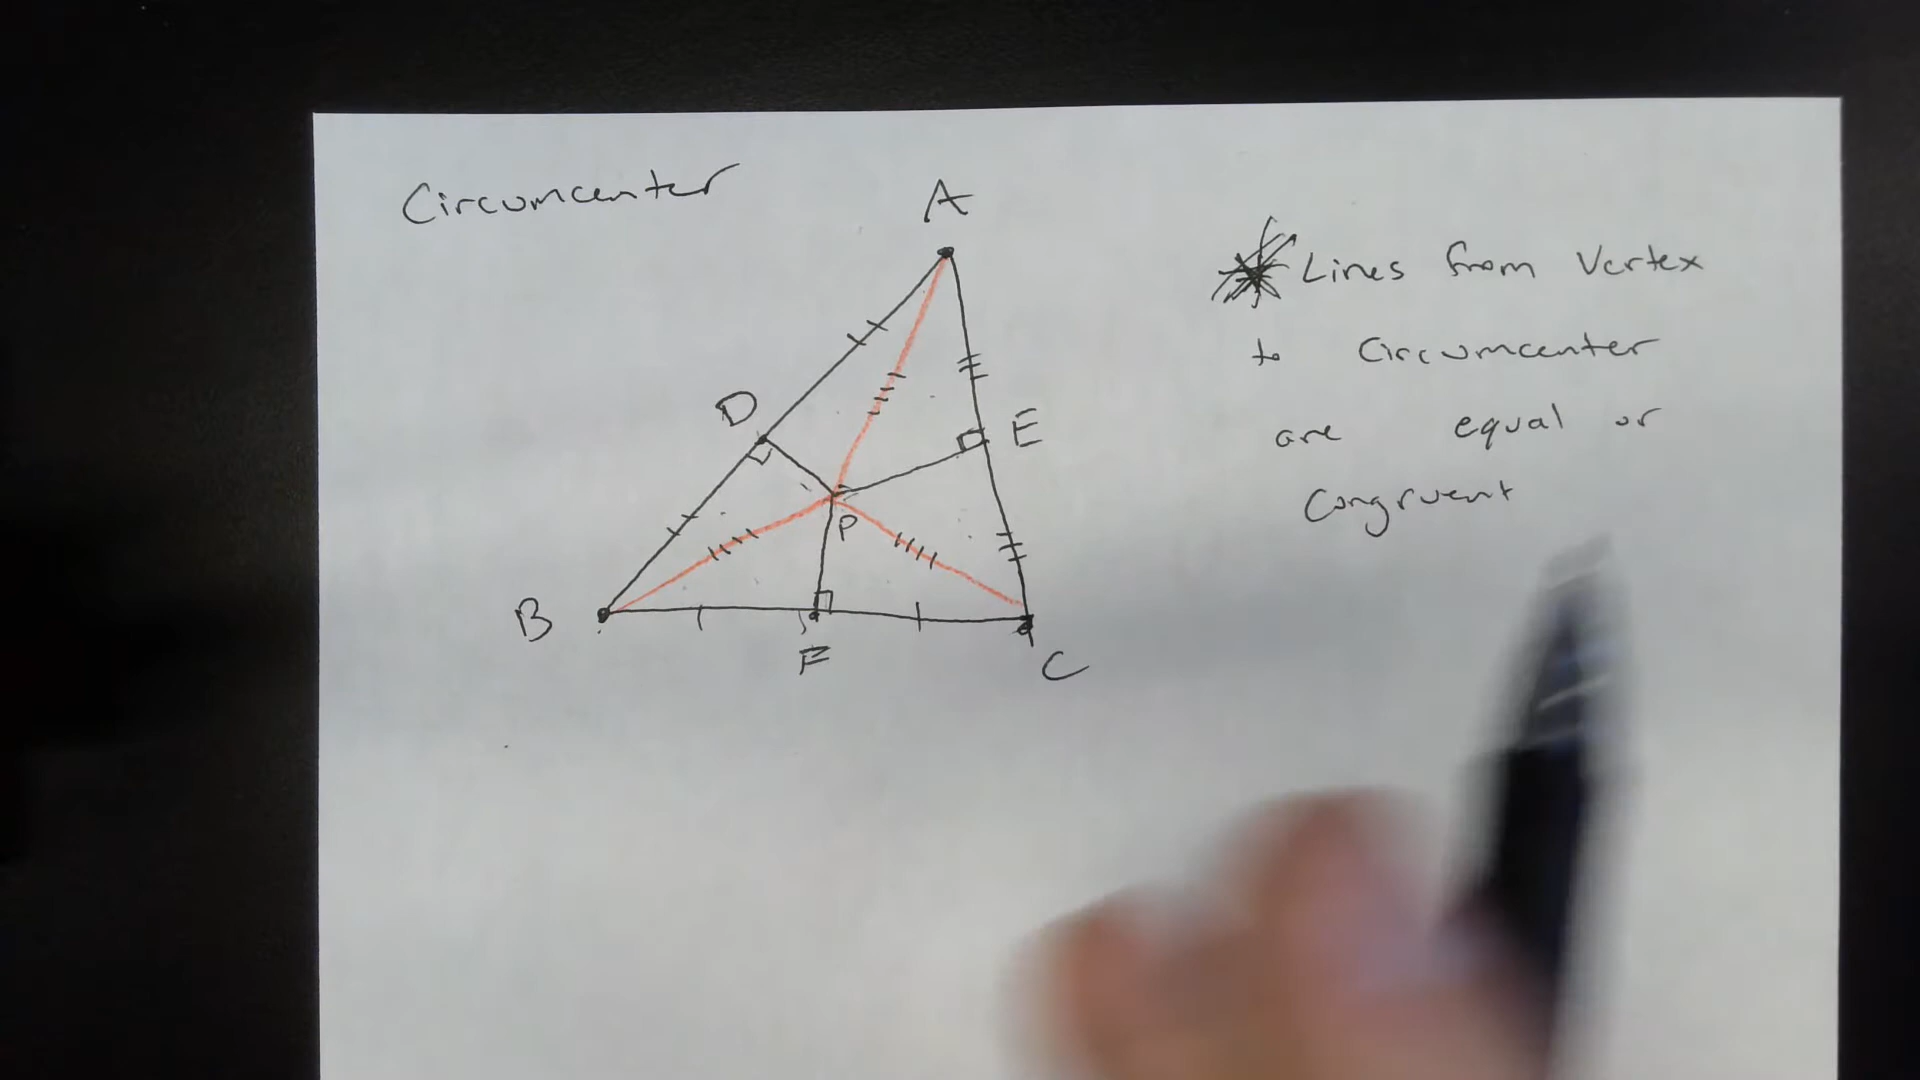 Circumcenter
A
Lines from Vertex
to Circumcenter
D
E
are equal or
Congruent
P
B
F
C